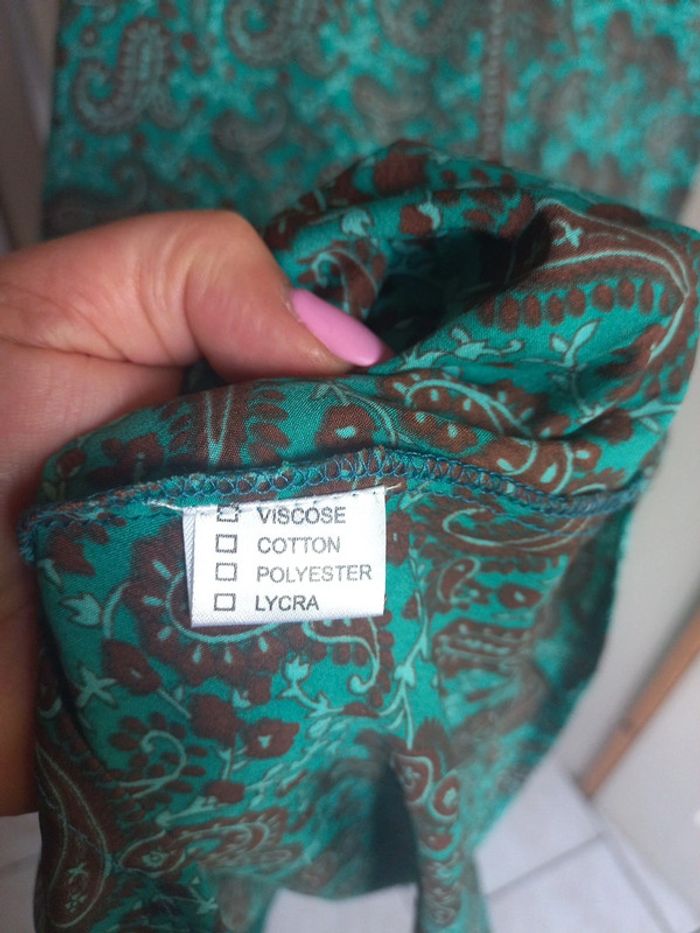 ☐ VISCOSE
☐ COTTON
☐ POLYESTER
☐ LYCRA